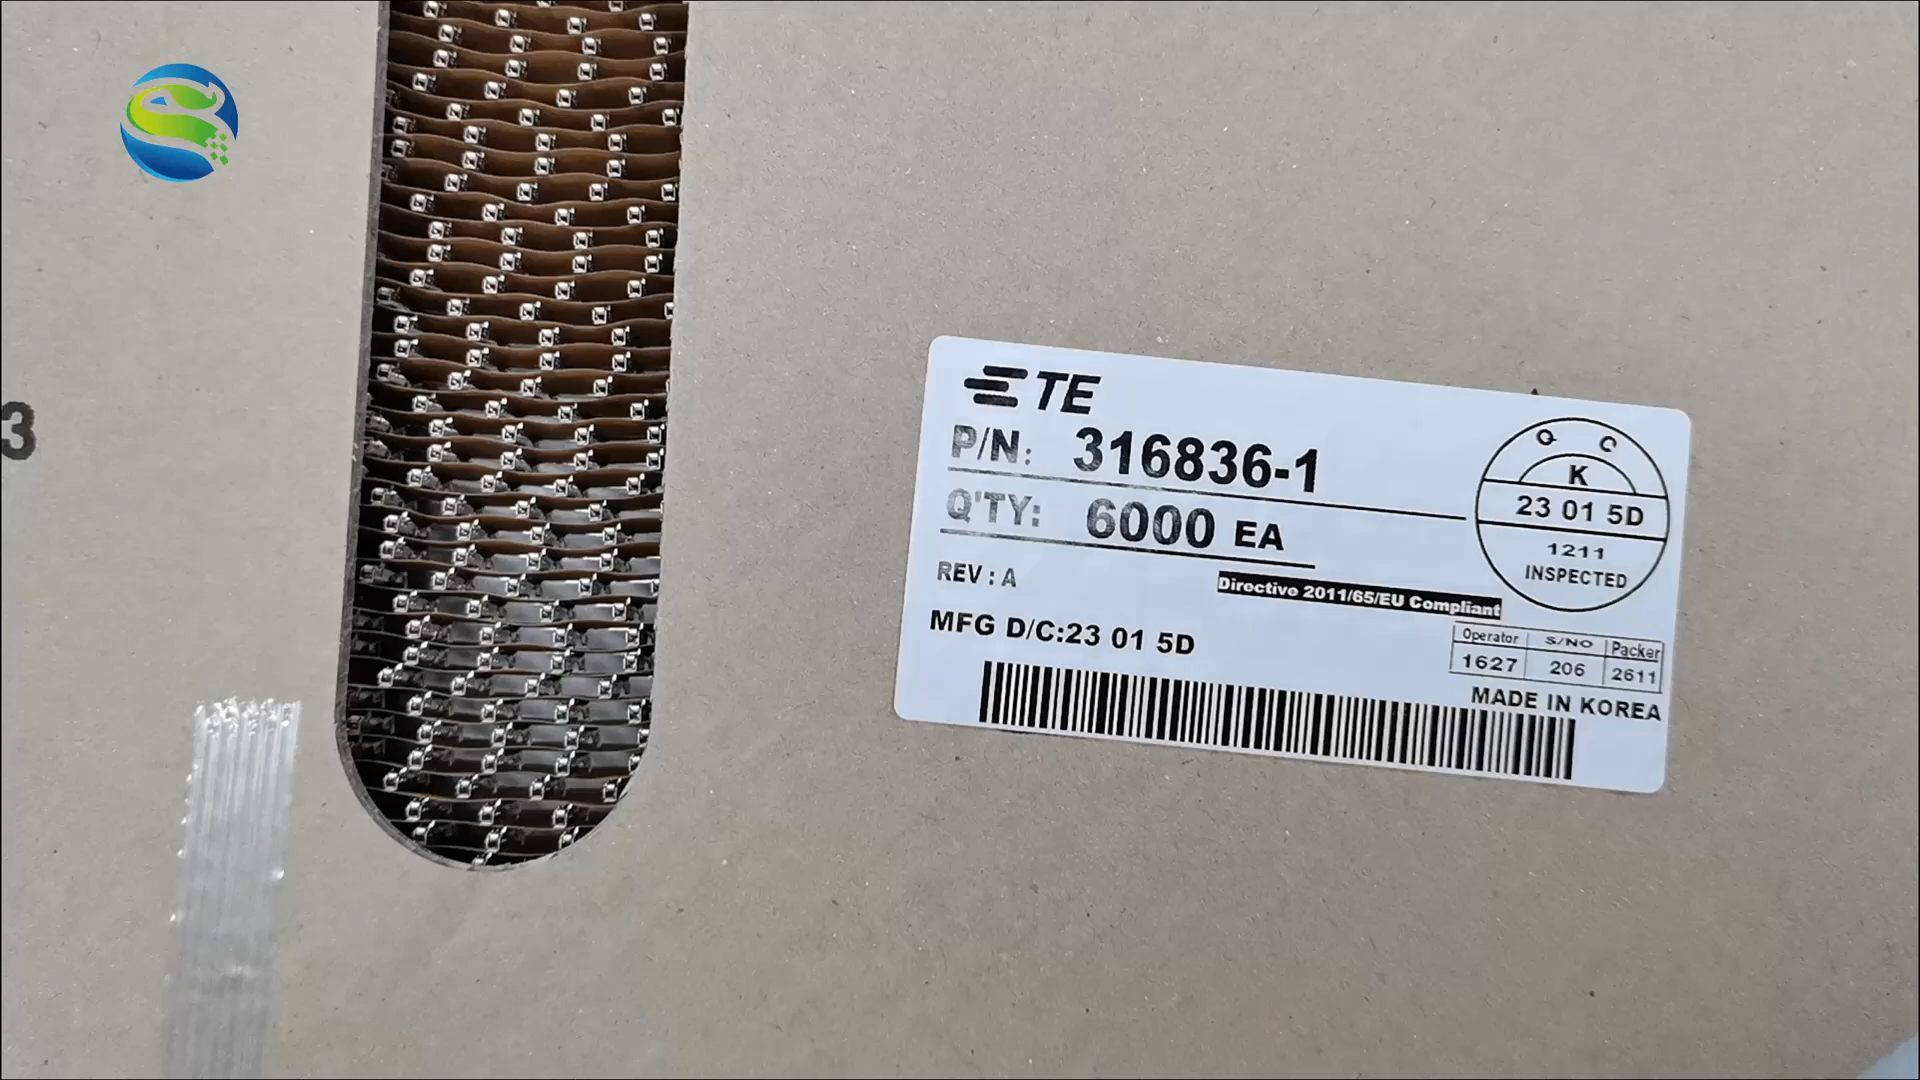 3
TE
P/N: 316836-1
Q'TY: 6000 EA
REV : A
Directive 2011/65/EU Compliant
MFG D/C:23 01 5D
Q C
K
23 01 5D
1211
INSPECTED
Operator S/NO Packer
1627 206 2611
MADE IN KOREA